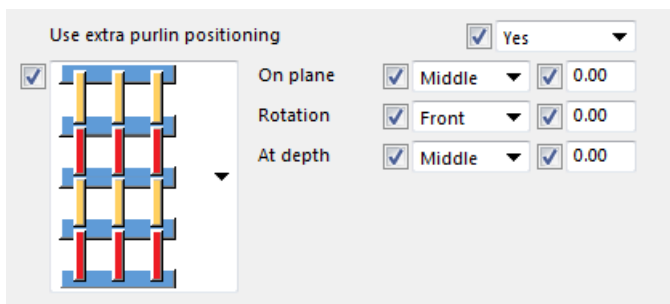 Use extra purlin positioning Yes
On plane Middle 0.00
Rotation Front 0.00
At depth Middle 0.00